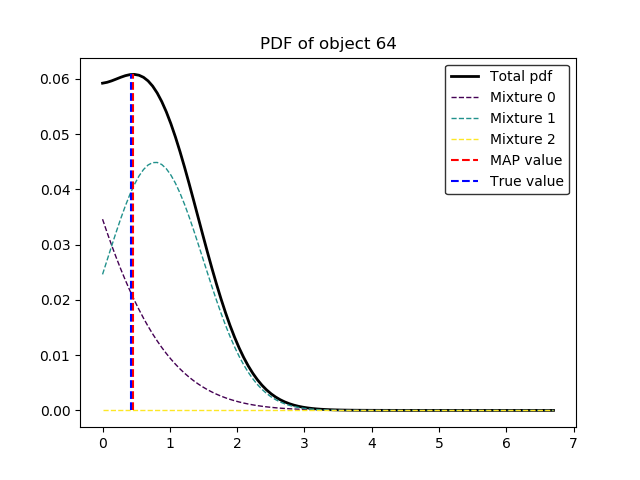 PDF of object 64
Total pdf
Mixture 0
Mixture 1
Mixture 2
MAP value
True value
0.06
0.05
0.04
0.03
0.02
0.01
0.00
0 1 2 3 4 5 6 7